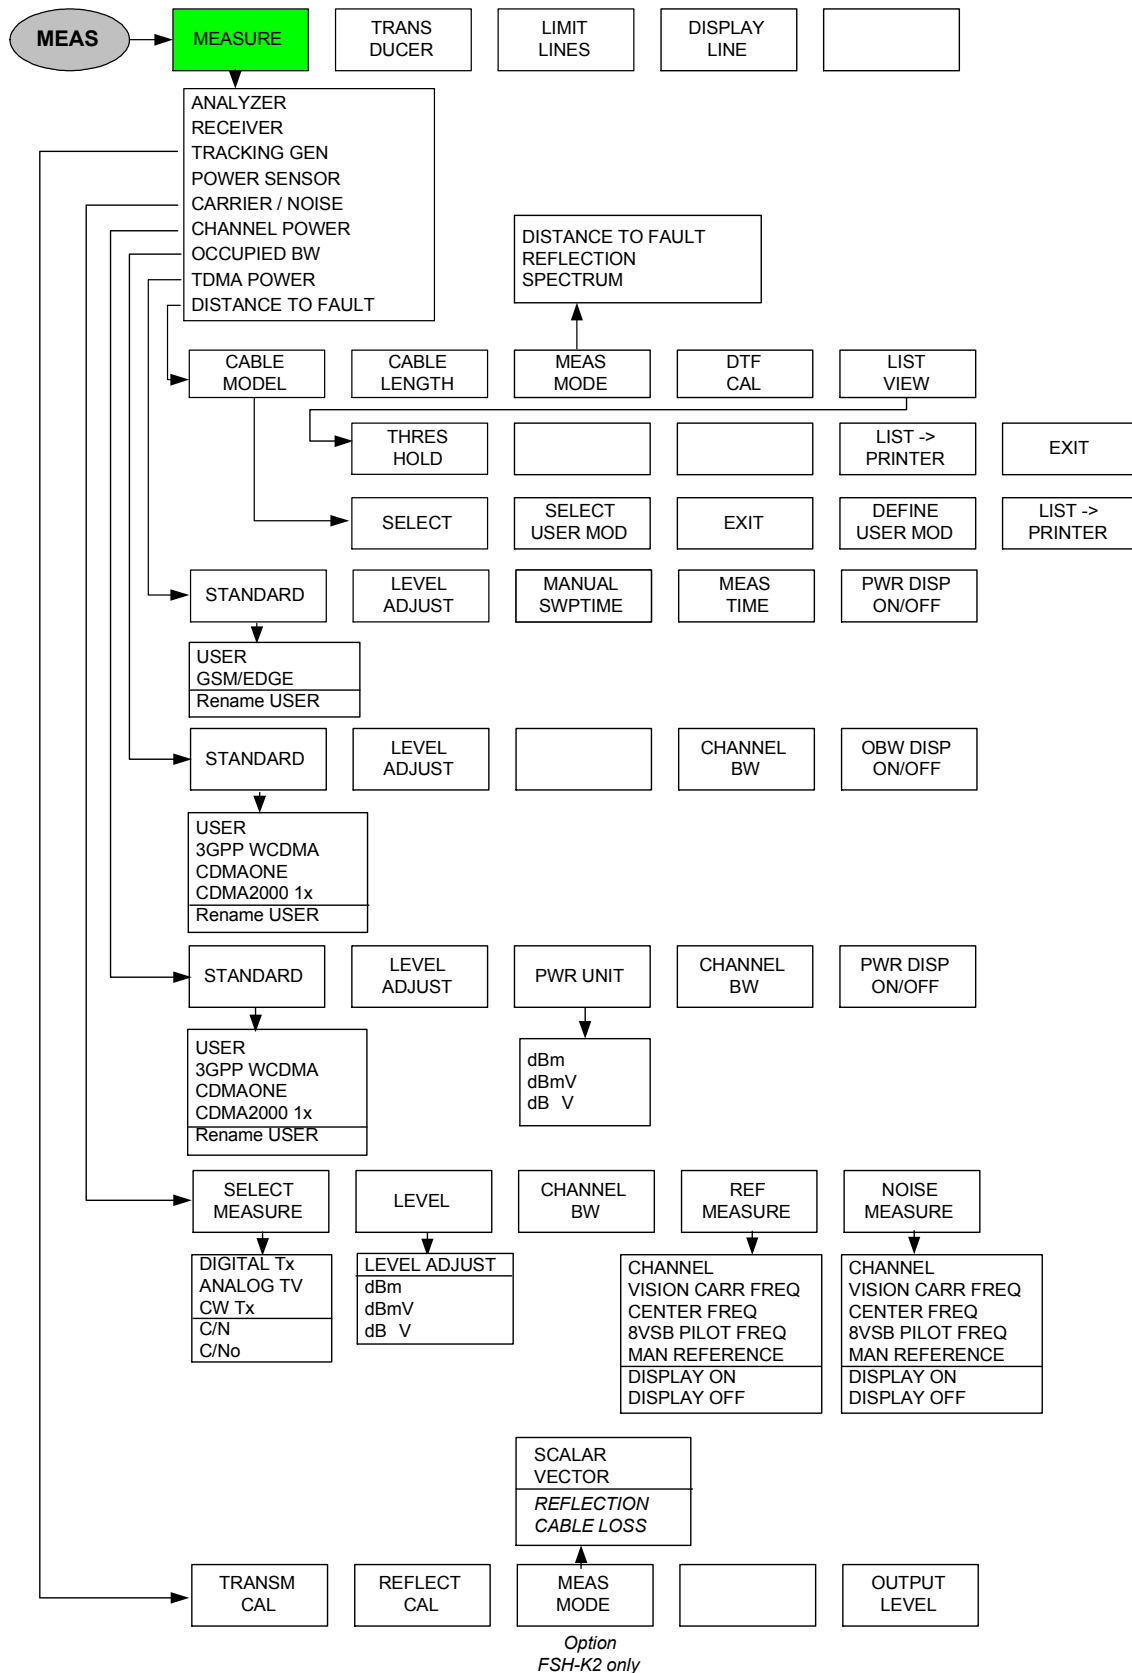 MEAS
MEASURE
TRANS
DUCER
LIMIT
LINES
DISPLAY
LINE
ANALYZER
RECEIVER
TRACKING GEN
POWER SENSOR
CARRIER / NOISE
CHANNEL POWER
OCCUPIED BW
TDMA POWER
DISTANCE TO FAULT
DISTANCE TO FAULT
REFLECTION
SPECTRUM
CABLE
MODEL
CABLE
LENGTH
MEAS
MODE
DTF
CAL
LIST
VIEW
THRES
HOLD
LIST ->
PRINTER
EXIT
SELECT
SELECT
USER MOD
EXIT
DEFINE
USER MOD
LIST ->
PRINTER
STANDARD
LEVEL
ADJUST
MANUAL
SWPTIME
MEAS
TIME
PWR DISP
ON/OFF
USER
GSM/EDGE
Rename USER
STANDARD
LEVEL
ADJUST
CHANNEL
BW
OBW DISP
ON/OFF
USER
3GPP WCDMA
CDMAONE
CDMA2000 1x
Rename USER
STANDARD
LEVEL
ADJUST
PWR UNIT
CHANNEL
BW
PWR DISP
ON/OFF
USER
3GPP WCDMA
CDMAONE
CDMA2000 1x
Rename USER
dBm
dBmV
dB V
SELECT
MEASURE
LEVEL
CHANNEL
BW
REF
MEASURE
NOISE
MEASURE
DIGITAL Tx
ANALOG TV
CW Tx
C/N
C/No
LEVEL ADJUST
dBm
dBmV
dB V
CHANNEL
VISION CARR FREQ
CENTER FREQ
8VSB PILOT FREQ
MAN REFERENCE
DISPLAY ON
DISPLAY OFF
CHANNEL
VISION CARR FREQ
CENTER FREQ
8VSB PILOT FREQ
MAN REFERENCE
DISPLAY ON
DISPLAY OFF
SCALAR
VECTOR
REFLECTION
CABLE LOSS
TRANSM
CAL
REFLECT
CAL
MEAS
MODE
OUTPUT
LEVEL
Option
FSH-K2 only